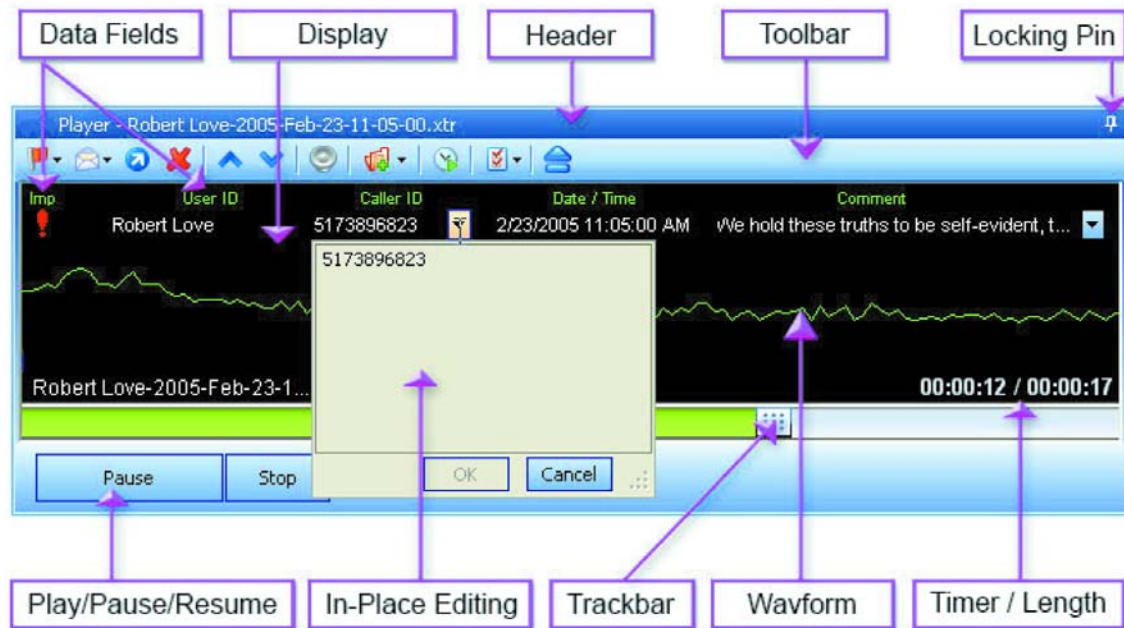 Data Fields
Display
Header
Toolbar
Locking Pin
Player - Robert Love-2005-Feb-23-11-05-00.xtr
Imp User ID Caller ID Date / Time Comment
Robert Love 5173896823 2/23/2005 11:05:00 AM We hold these truths to be self-evident, t...
5173896823
Robert Love-2005-Feb-23-1...
00:00:12 / 00:00:17
Pause
Stop
OK
Cancel
Play/Pause/Resume
In-Place Editing
Trackbar
Wavform
Timer / Length